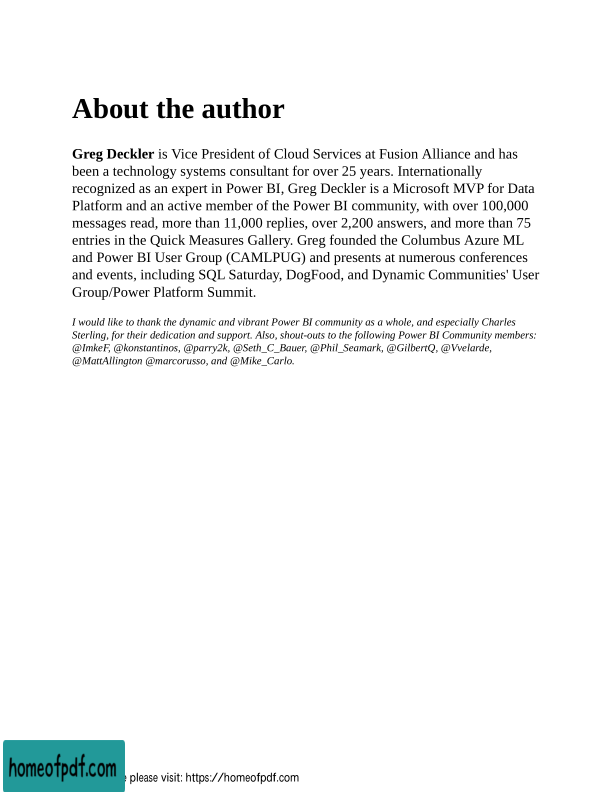 About the author
Greg Deckler is Vice President of Cloud Services at Fusion Alliance and has
been a technology systems consultant for over 25 years. Internationally
recognized as an expert in Power BI, Greg Deckler is a Microsoft MVP for Data
Platform and an active member of the Power BI community, with over 100,000
messages read, more than 11,000 replies, over 2,200 answers, and more than 75
entries in the Quick Measures Gallery. Greg founded the Columbus Azure ML
and Power BI User Group (CAMLPUG) and presents at numerous conferences
and events, including SQL Saturday, DogFood, and Dynamic Communities' User
Group/Power Platform Summit.
I would like to thank the dynamic and vibrant Power BI community as a whole, and especially Charles
Sterling, for their dedication and support. Also, shout-outs to the following Power BI Community members:
@ImkeF, @konstantinos, @parry2k, @Seth_C_Bauer, @Phil_Seamark, @GilbertQ, @Vvelarde,
@MattAllington @marcorusso, and @Mike_Carlo.
homeofpdf.com
please visit: https://homeofpdf.com